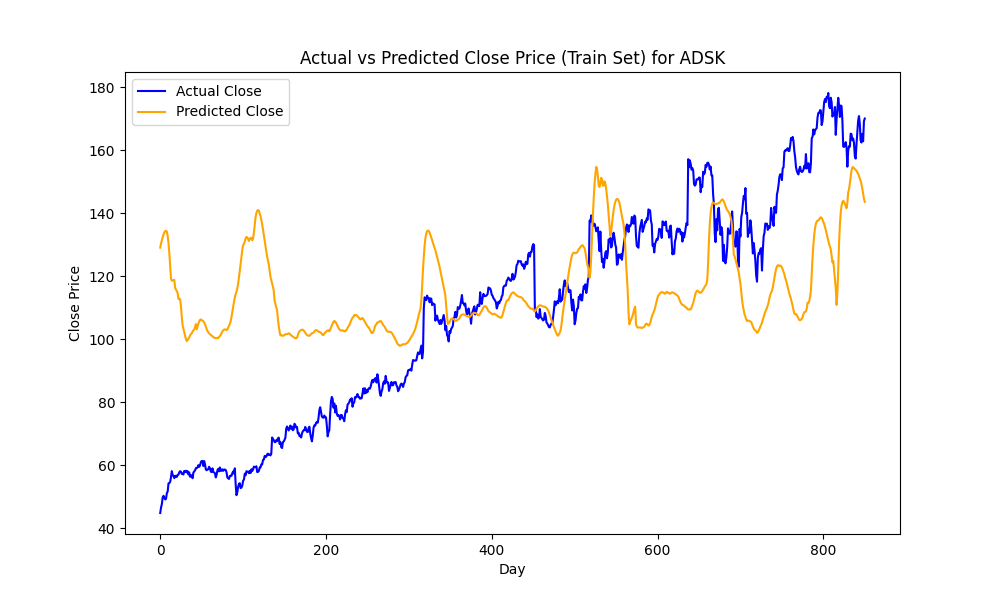 Actual vs Predicted Close Price (Train Set) for ADSK
Actual Close
Predicted Close
Close Price
180
160
140
120
100
80
60
40
0
200
400
600
800
Day